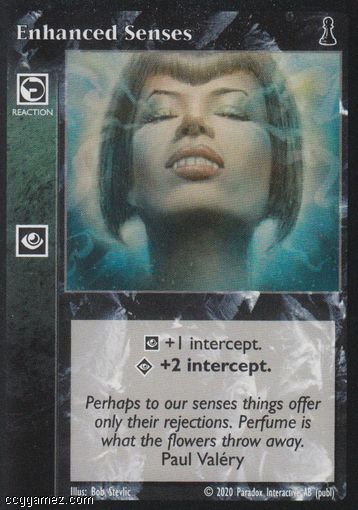 Enhanced Senses
REACTION
+1 intercept.
+2 intercept.
Perhaps to our senses things offer
only their rejections. Perfume is
what the flowers throw away.
Paul Valéry
Illus: Bob Stevlic © 2020 Paradox Interactive AB (publ)
ccggamez.com